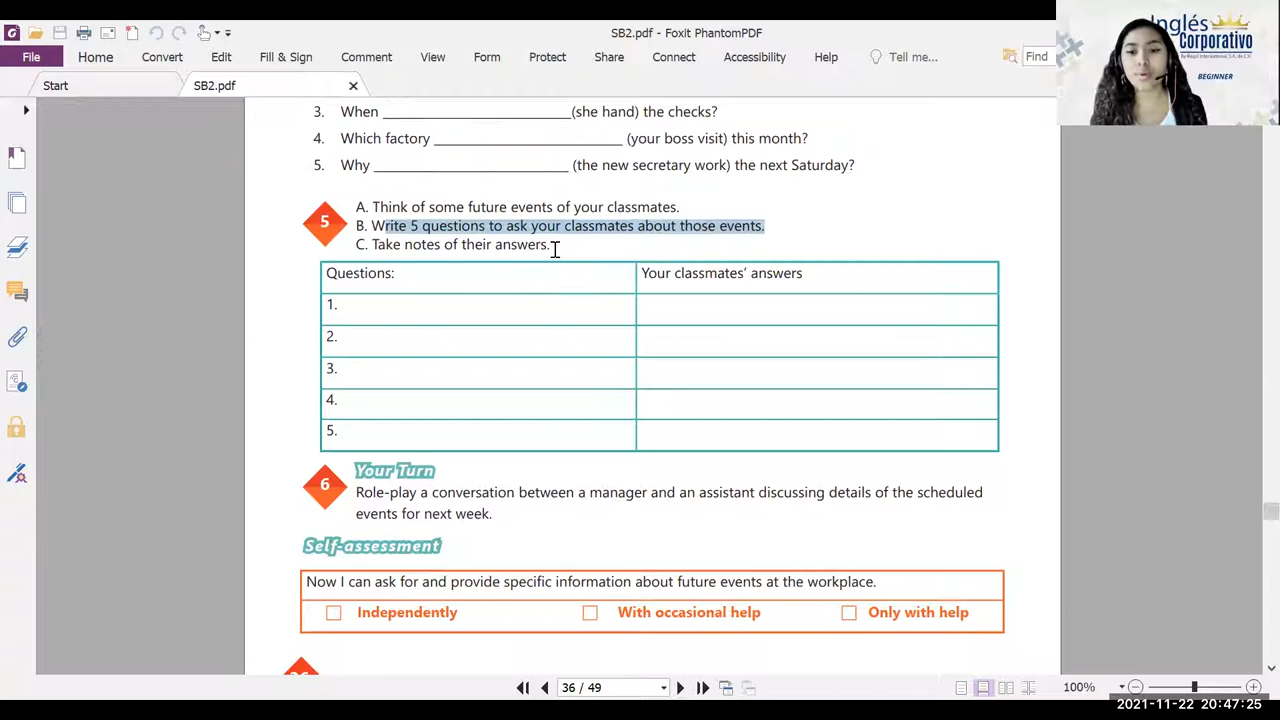 SB2.pdf - Foxit PhantomPDF
File Home Convert Edit Fill & Sign Comment View Form Protect Share Connect Accessibility Help Tell me... Find
Start SB2.pdf
Inglés
Corporativo
By Regal International, S.A. de C.V.
BEGINNER
3. When ______________________(she hand) the checks?
4. Which factory ______________________ (your boss visit) this month?
5. Why ______________________ (the new secretary work) the next Saturday?
5
A. Think of some future events of your classmates.
B. Write 5 questions to ask your classmates about those events.
C. Take notes of their answers.
Questions: Your classmates' answers
1.
2.
3.
4.
5.
6
Your Turn
Role-play a conversation between a manager and an assistant discussing details of the scheduled
events for next week.
Self-assessment
Now I can ask for and provide specific information about future events at the workplace.
Independently With occasional help Only with help
36 / 49 100%
2021-11-22 20:47:25